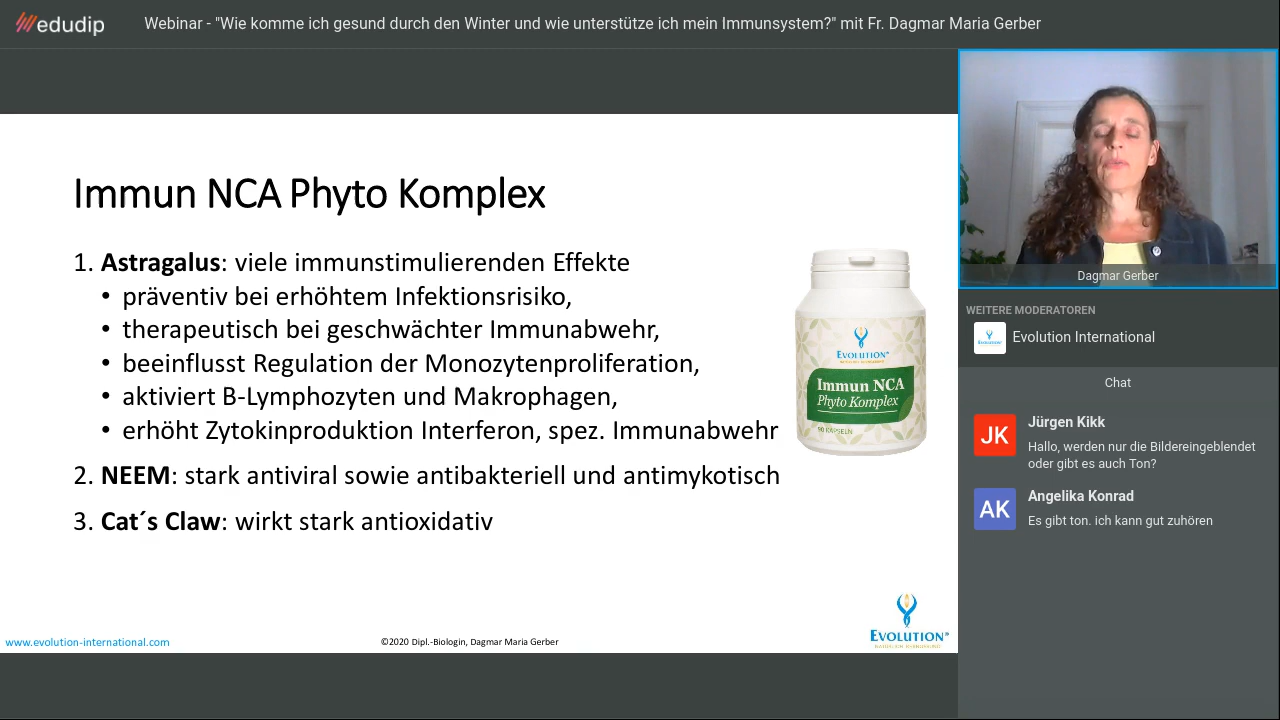 edudip
Webinar - "Wie komme ich gesund durch den Winter und wie unterstütze ich mein Immunsystem?" mit Fr. Dagmar Maria Gerber
Immun NCA Phyto Komplex
1. Astragalus: viele immunstimulierenden Effekte
• präventiv bei erhöhtem Infektionsrisiko,
• therapeutisch bei geschwächter Immunabwehr,
• beeinflusst Regulation der Monozytenproliferation,
• aktiviert B-Lymphozyten und Makrophagen,
• erhöht Zytokinproduktion Interferon, spez. Immunabwehr
2. NEEM: stark antiviral sowie antibakteriell und antimykotisch
3. Cat´s Claw: wirkt stark antioxidativ
EVOLUTION®
Immun NCA
Phyto Komplex
90 KAPSELN
www.evolution-international.com
©2020 Dipl.-Biologin, Dagmar Maria Gerber
EVOLUTION®
Dagmar Gerber
WEITERE MODERATOREN
Evolution International
Chat
JK
Jürgen Kikk
Hallo, werden nur die Bildereingeblendet
oder gibt es auch Ton?
AK
Angelika Konrad
Es gibt ton. ich kann gut zuhören